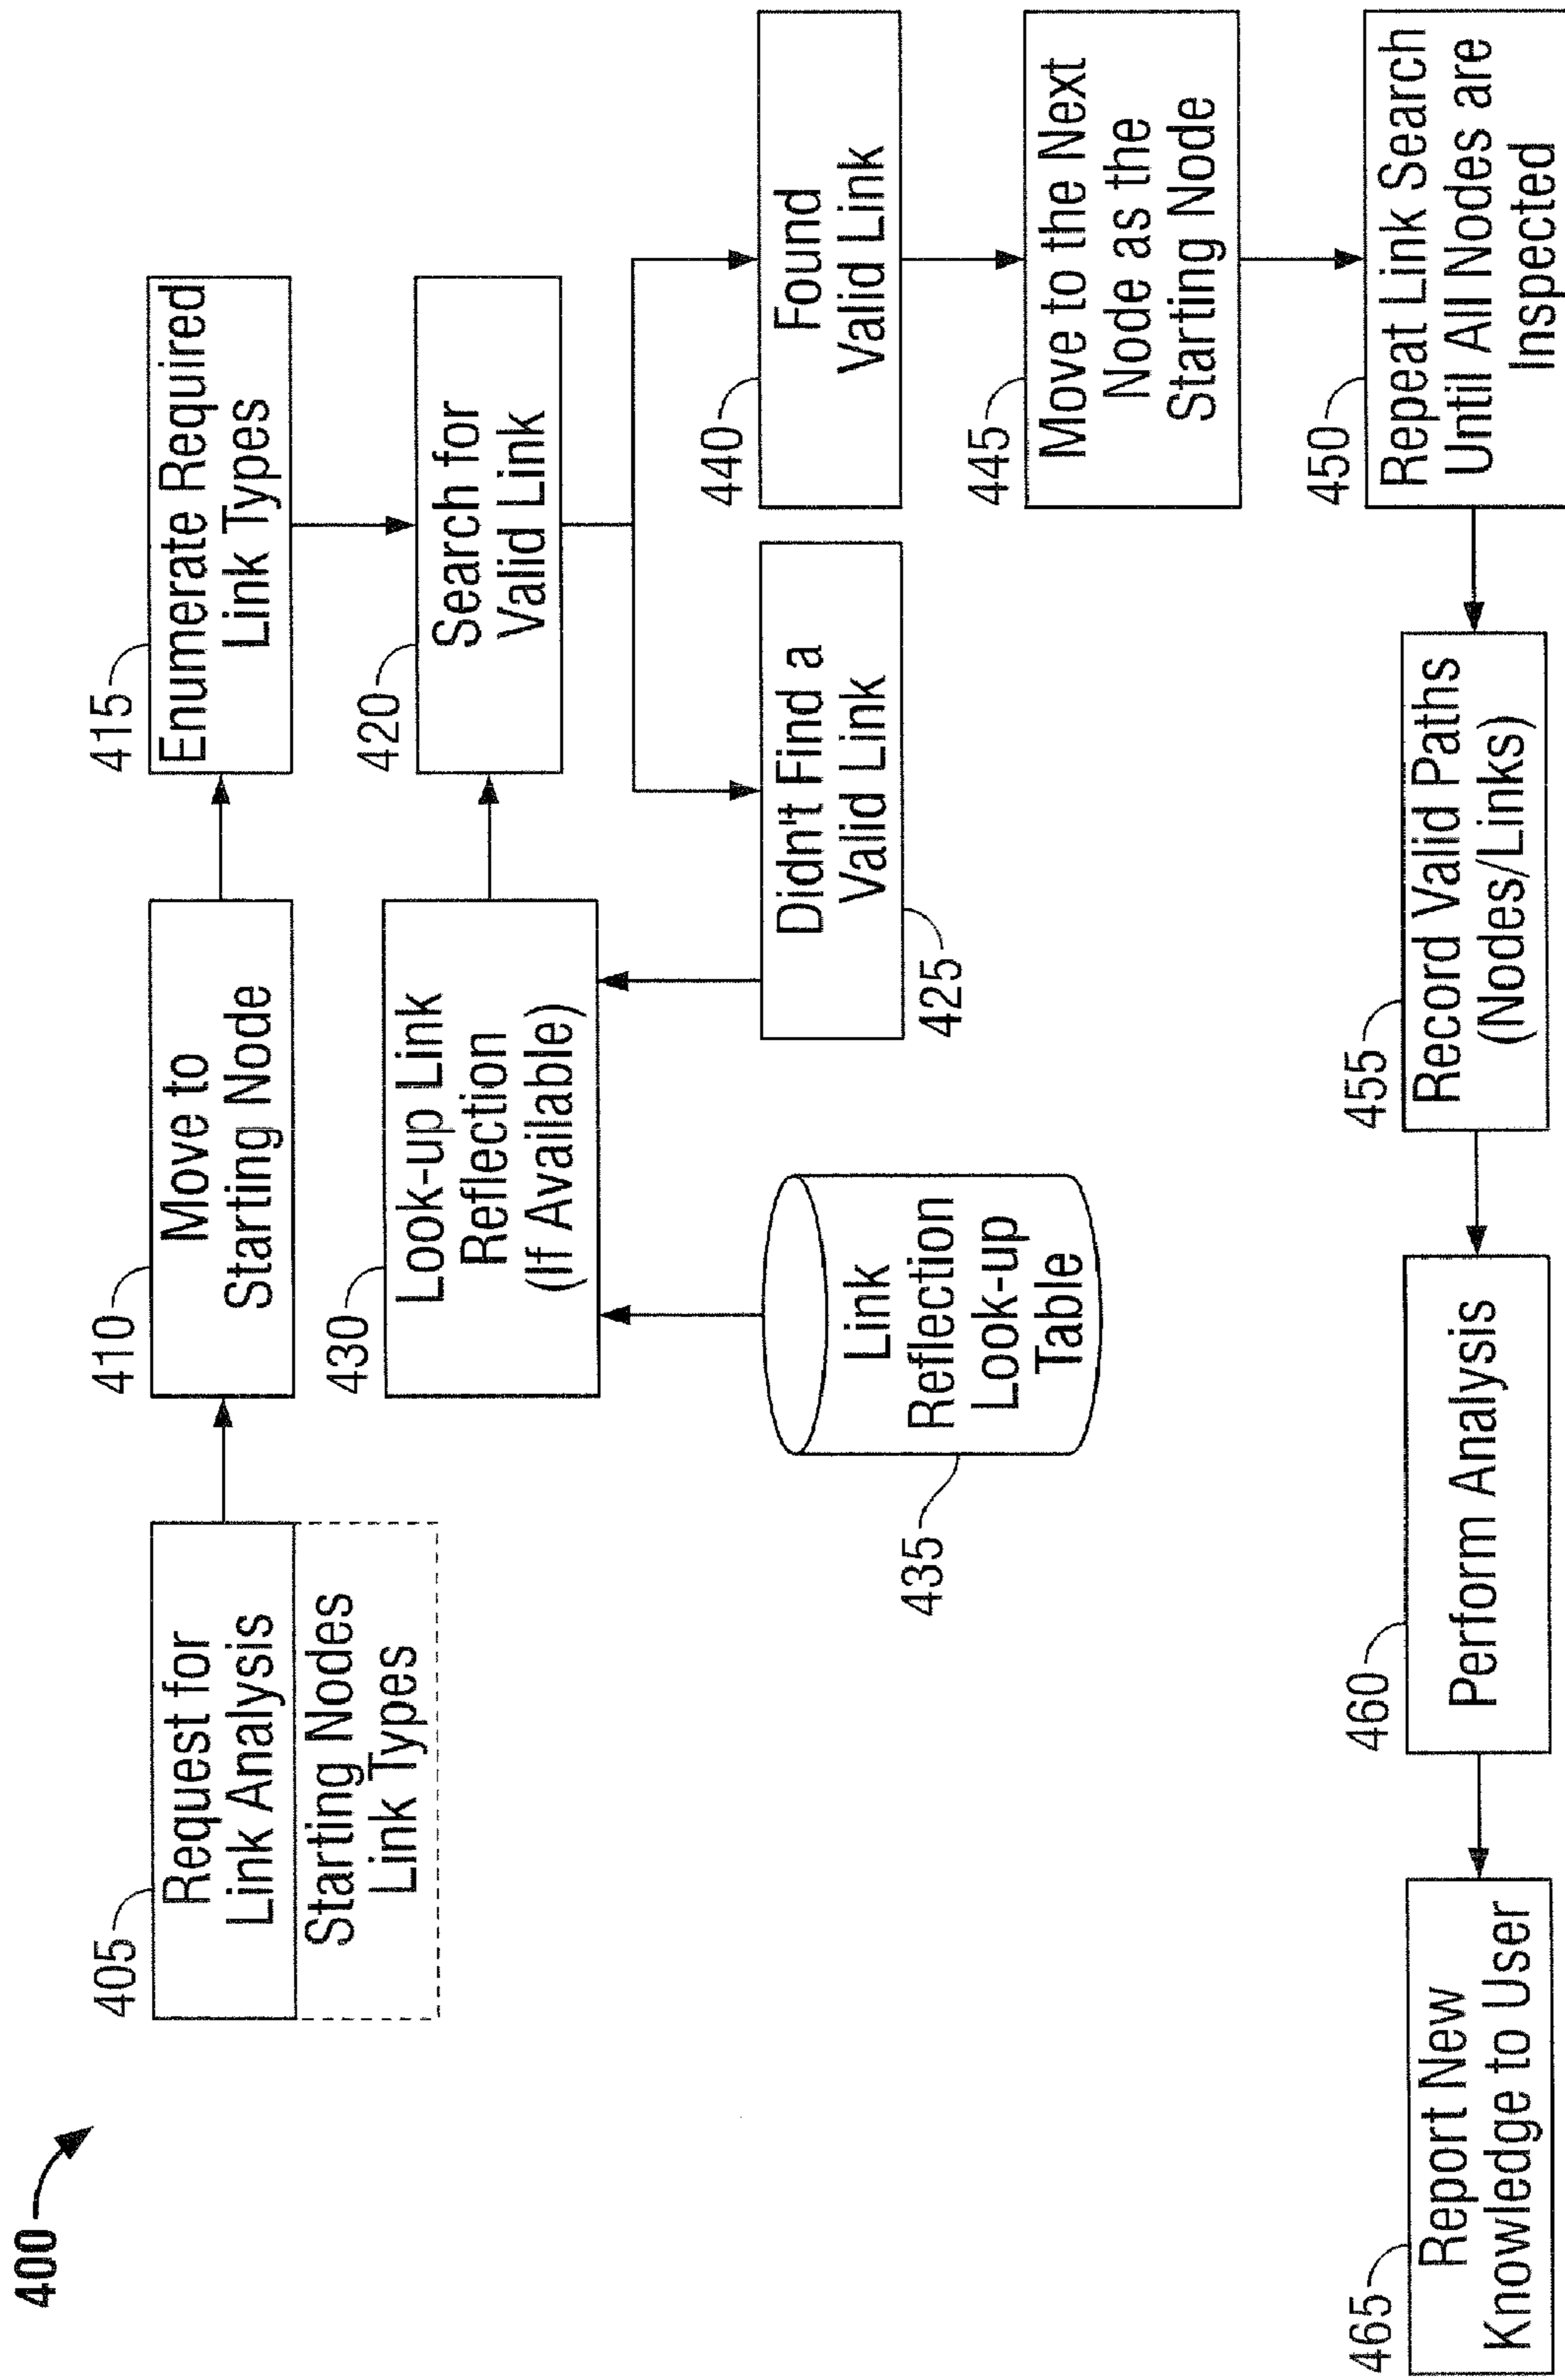 400
405
Request for
Link Analysis
Starting Nodes
Link Types
410
Move to
Starting Node
415
Enumerate Required
Link Types
420
Search for
Valid Link
430
Look-up Link
Reflection
(If Available)
435
Link
Reflection
Look-up
Table
425
Didn't Find a
Valid Link
440
Found
Valid Link
445
Move to the Next
Node as the
Starting Node
450
Repeat Link Search
Until All Nodes are
Inspected
455
Record Valid Paths
(Nodes/Links)
460
Perform Analysis
465
Report New
Knowledge to User